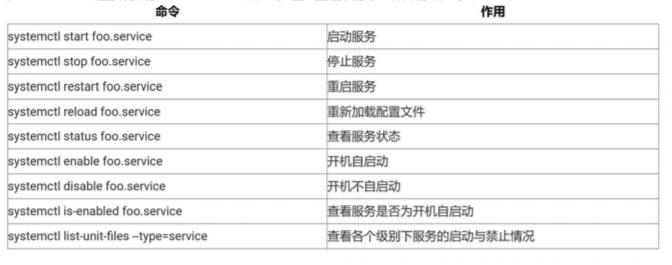 命令 作用
systemctl start foo.service 启动服务
systemctl stop foo.service 停止服务
systemctl restart foo.service 重启服务
systemctl reload foo.service 重新加载配置文件
systemctl status foo.service 查看服务状态
systemctl enable foo.service 开机自启动
systemctl disable foo.service 开机不自启动
systemctl is-enabled foo.service 查看服务是否为开机自启动
systemctl list-unit-files --type=service 查看各个级别下服务的启动与禁止情况